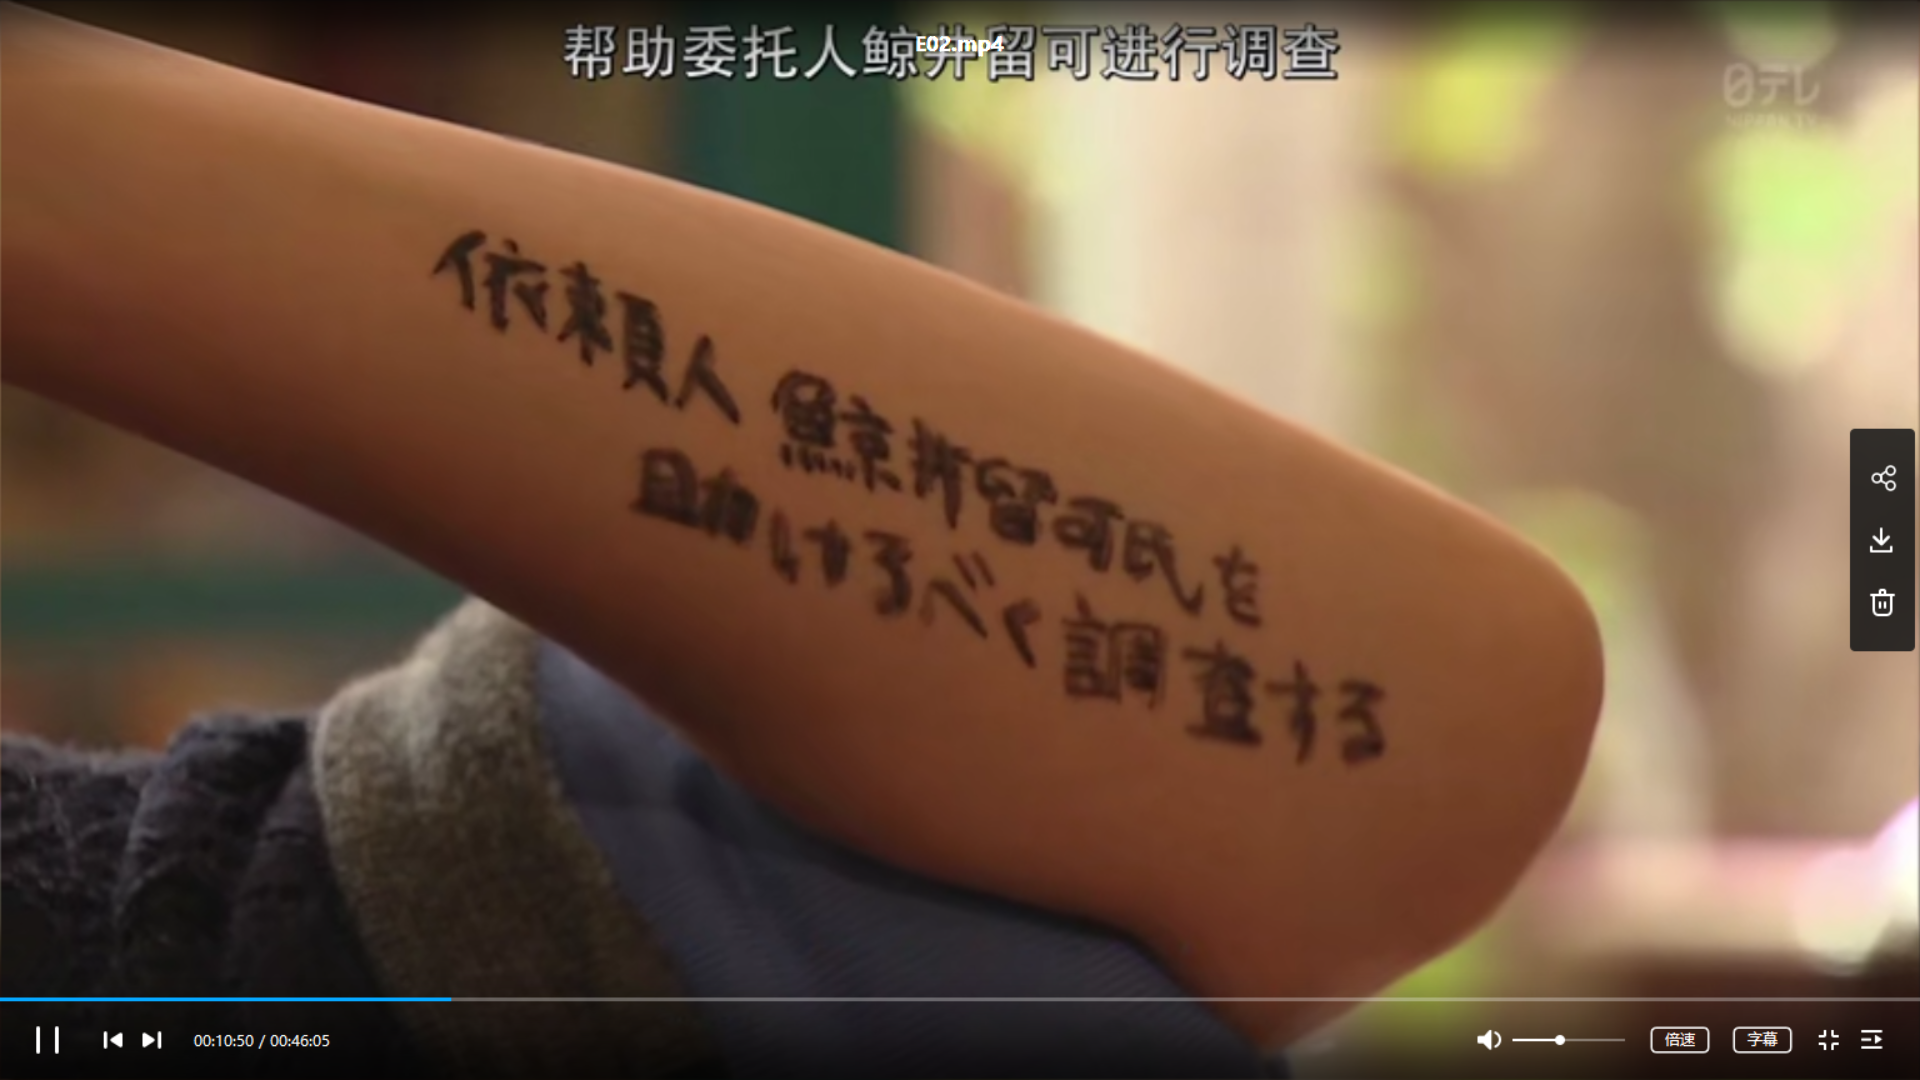 帮助委托人鲸井留可进行调查
E02.mp4
日テレ
NIPPON TV
依頼人 鯨井留可氏を
助けるべく調査する
00:10:50 / 00:46:05
倍速
字幕